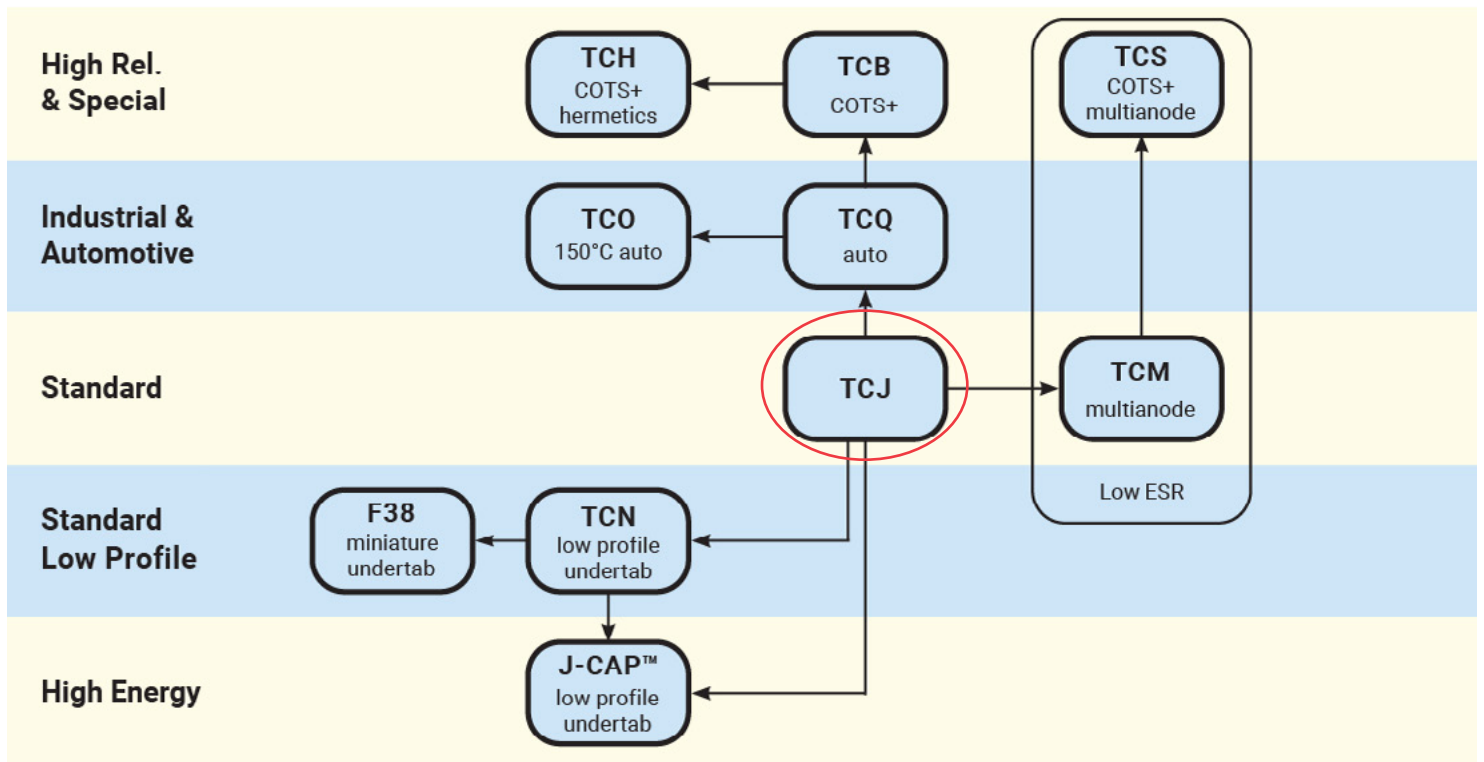 High Rel.
& Special
TCH
COTS+
hermetics
TCB
COTS+
TCS
COTS+
multianode
Industrial &
Automotive
TCO
150°C auto
TCQ
auto
Standard
TCJ
TCM
multianode
Low ESR
Standard
Low Profile
F38
miniature
undertab
TCN
low profile
undertab
High Energy
J-CAP™
low profile
undertab